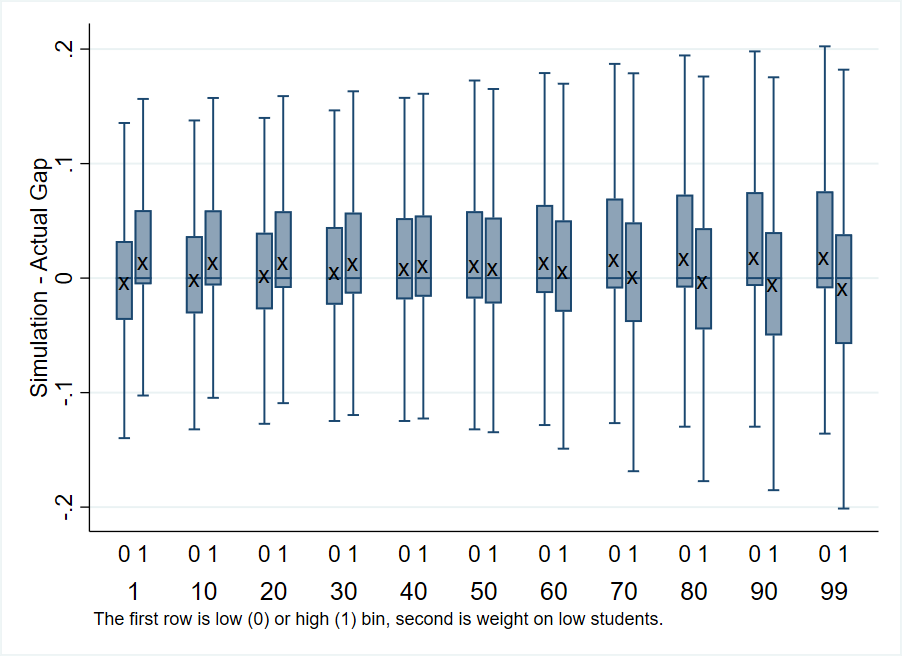 Simulation - Actual Gap
.2
.1
0
-.1
-.2
x x x x x x x x x x x x x x x x x x x x x x
0 1 0 1 0 1 0 1 0 1 0 1 0 1 0 1 0 1 0 1 0 1
1 10 20 30 40 50 60 70 80 90 99
The first row is low (0) or high (1) bin, second is weight on low students.